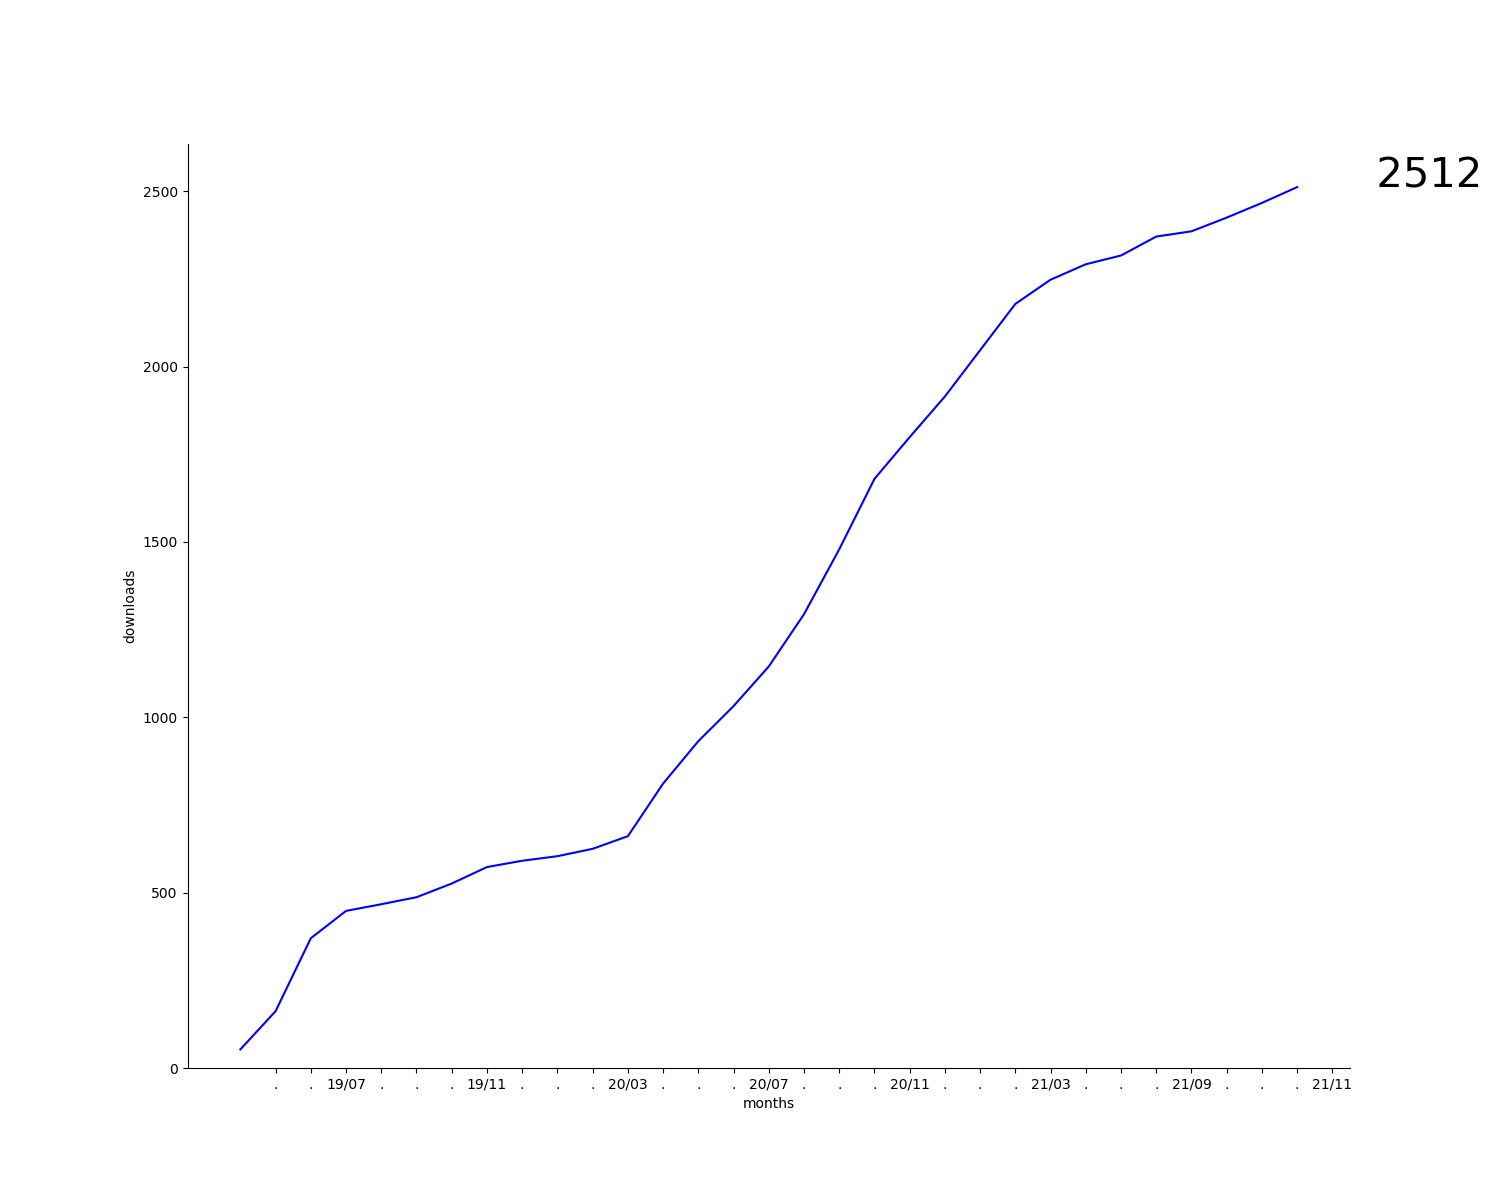 2512
2500
2000
1500
1000
500
0
downloads
. . 19/07 . . . 19/11 . . . 20/03 . . . 20/07 . . . 20/11 . . . 21/03 . . . 21/09 . . . 21/11
months